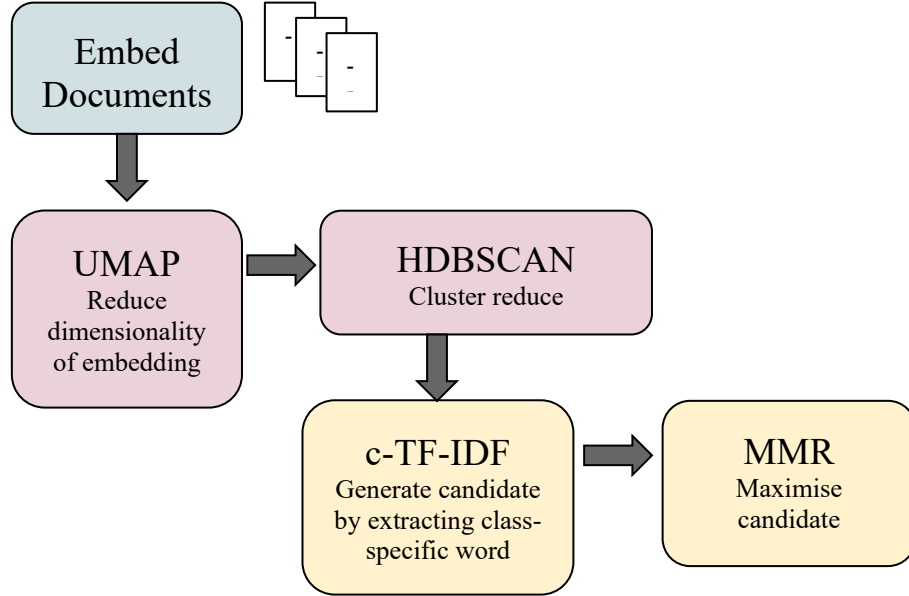 Embed
Documents
UMAP
Reduce
dimensionality
of embedding
HDBSCAN
Cluster reduce
c-TF-IDF
Generate candidate
by extracting class-
specific word
MMR
Maximise
candidate